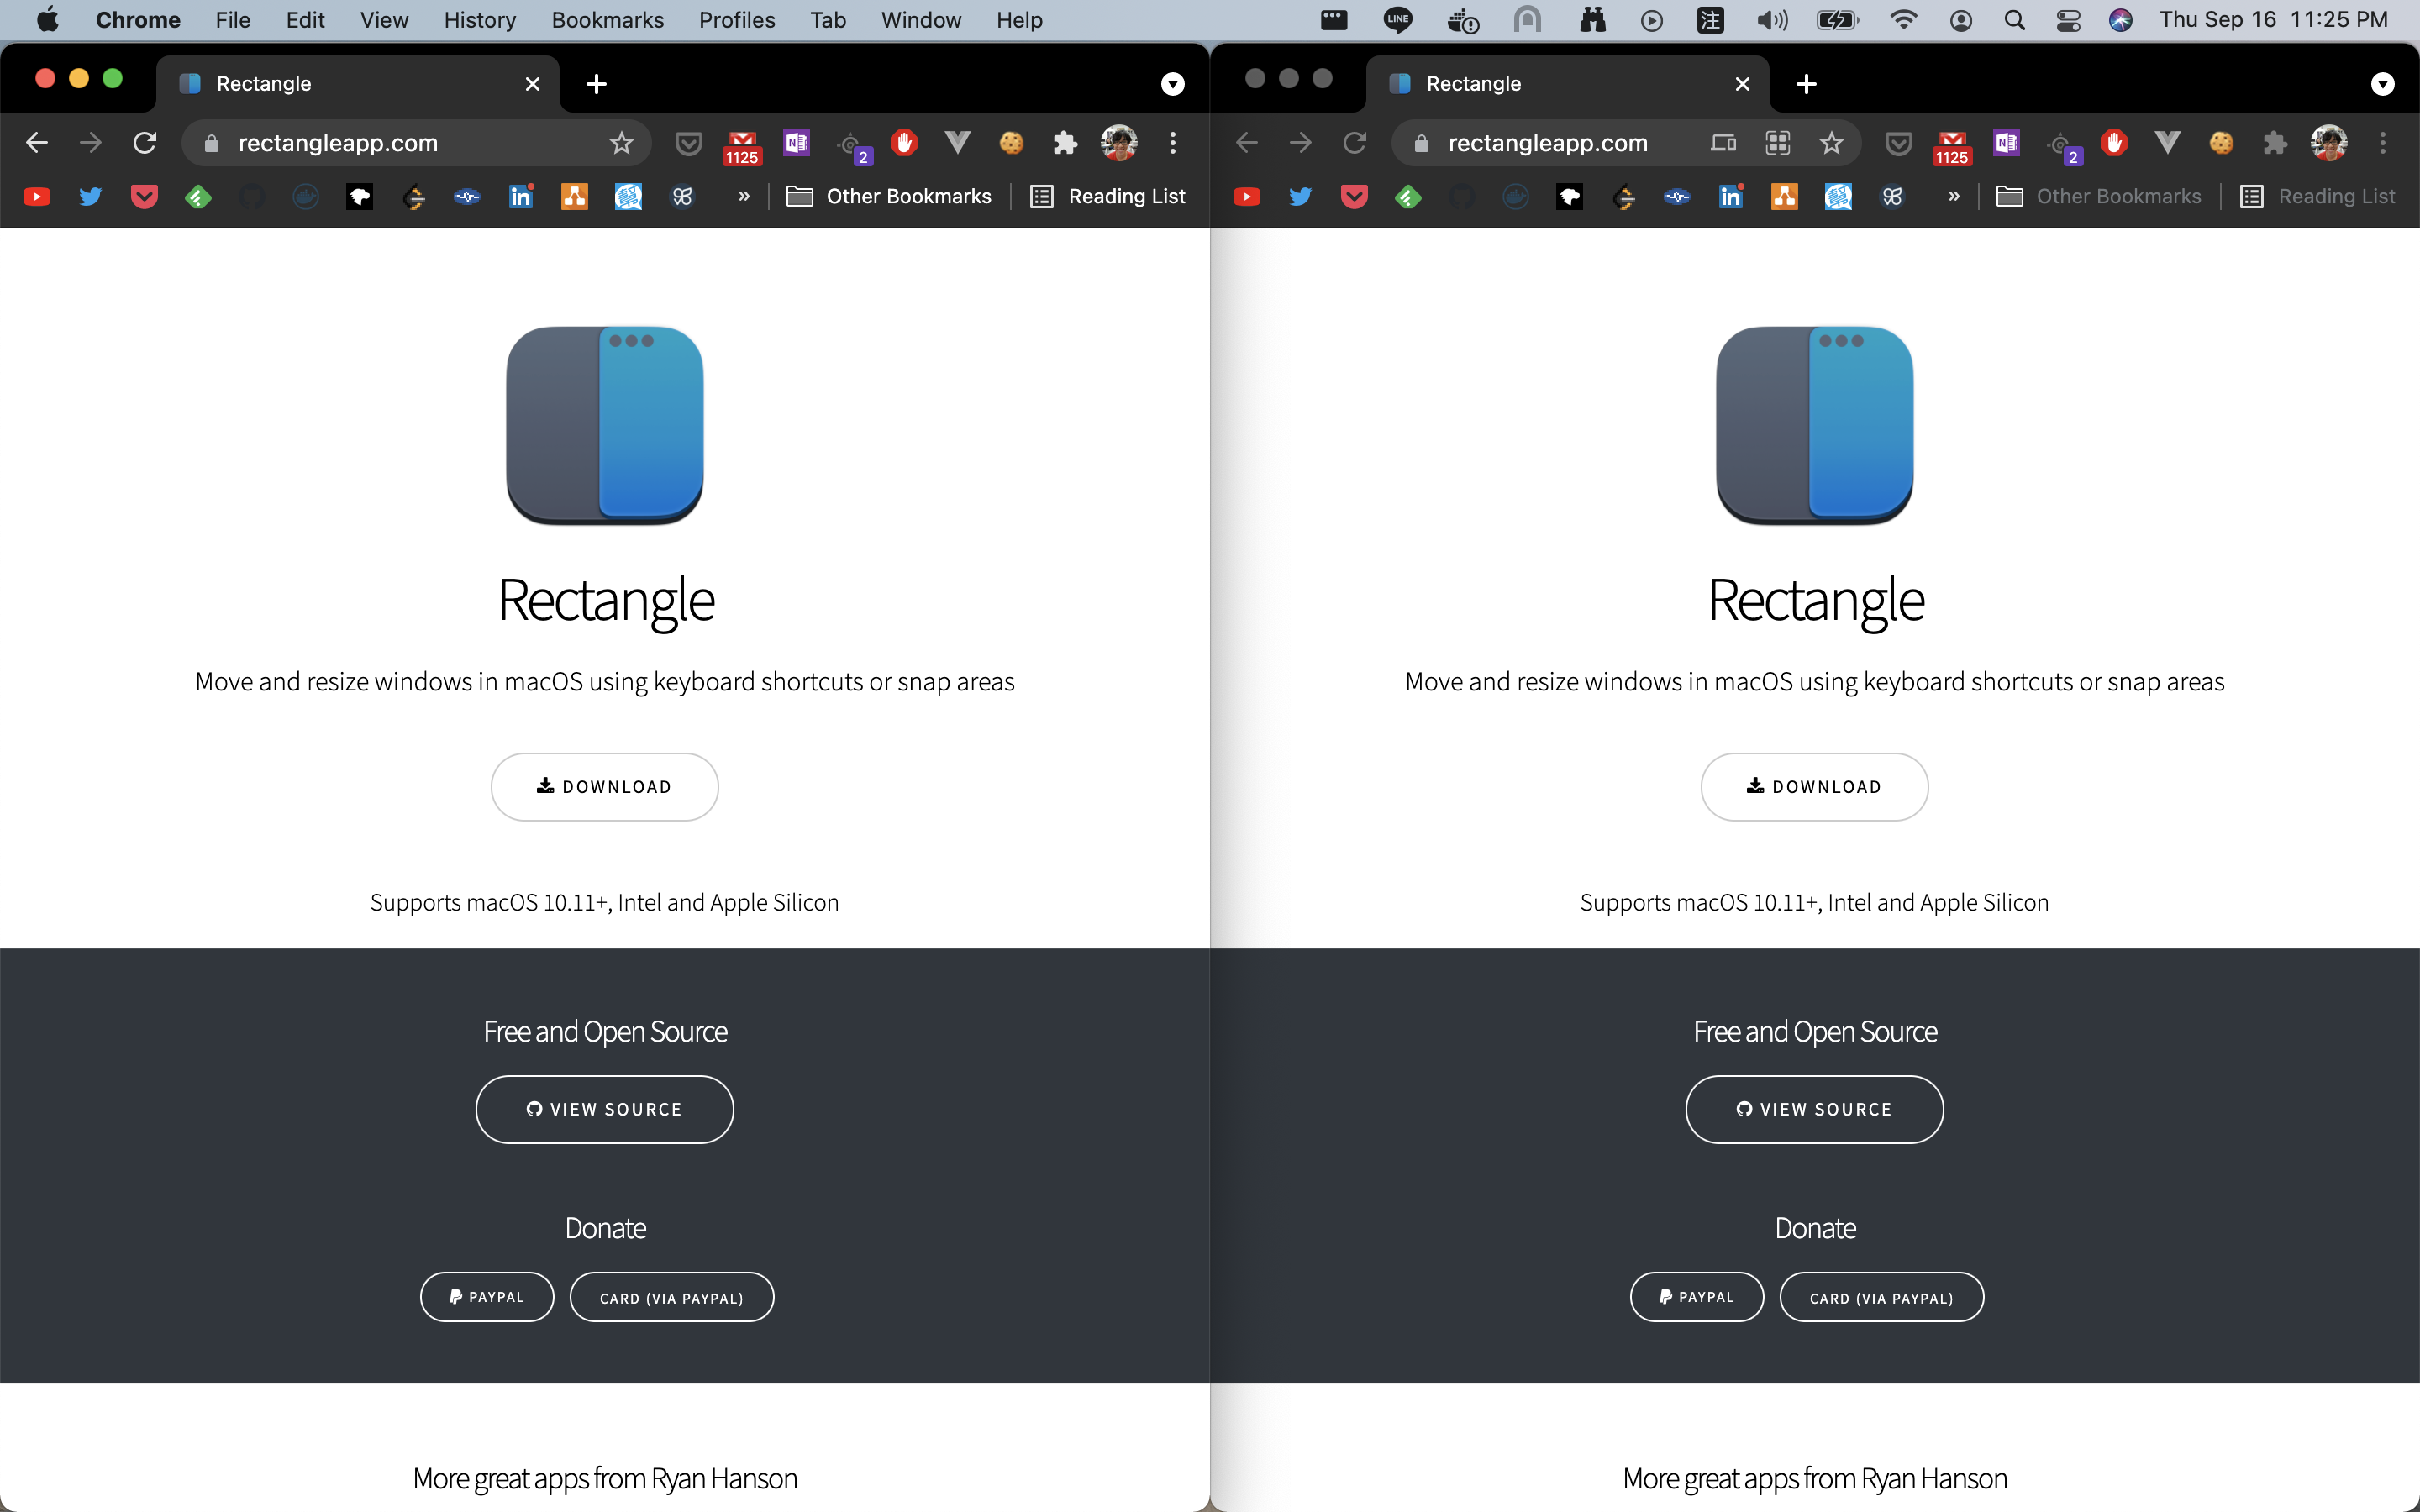 Chrome File Edit View History Bookmarks Profiles Tab Window Help LINE 注 Thu Sep 16 11:25 PM
Rectangle
rectangleapp.com 1125 N 2
in » Other Bookmarks Reading List
Rectangle
Move and resize windows in macOS using keyboard shortcuts or snap areas
DOWNLOAD
Supports macOS 10.11+, Intel and Apple Silicon
Free and Open Source
VIEW SOURCE
Donate
PAYPAL CARD (VIA PAYPAL)
More great apps from Ryan Hanson
Rectangle
rectangleapp.com 1125 N 2
in » Other Bookmarks Reading List
Rectangle
Move and resize windows in macOS using keyboard shortcuts or snap areas
DOWNLOAD
Supports macOS 10.11+, Intel and Apple Silicon
Free and Open Source
VIEW SOURCE
Donate
PAYPAL CARD (VIA PAYPAL)
More great apps from Ryan Hanson